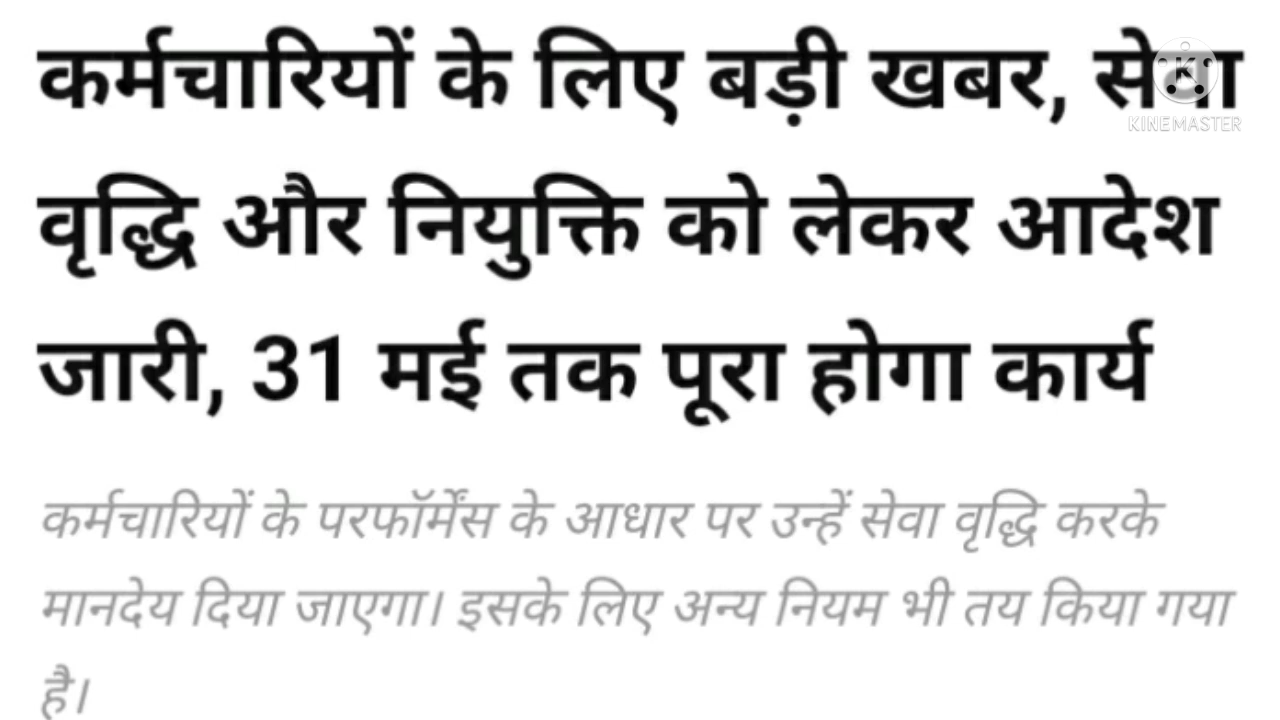 कर्मचारियों के लिए बड़ी खबर, सेवा
KINEMASTER
वृद्धि और नियुक्ति को लेकर आदेश
जारी, 31 मई तक पूरा होगा कार्य
कर्मचारियों के परफॉर्मेंस के आधार पर उन्हें सेवा वृद्धि करके
मानदेय दिया जाएगा। इसके लिए अन्य नियम भी तय किया गया
है।